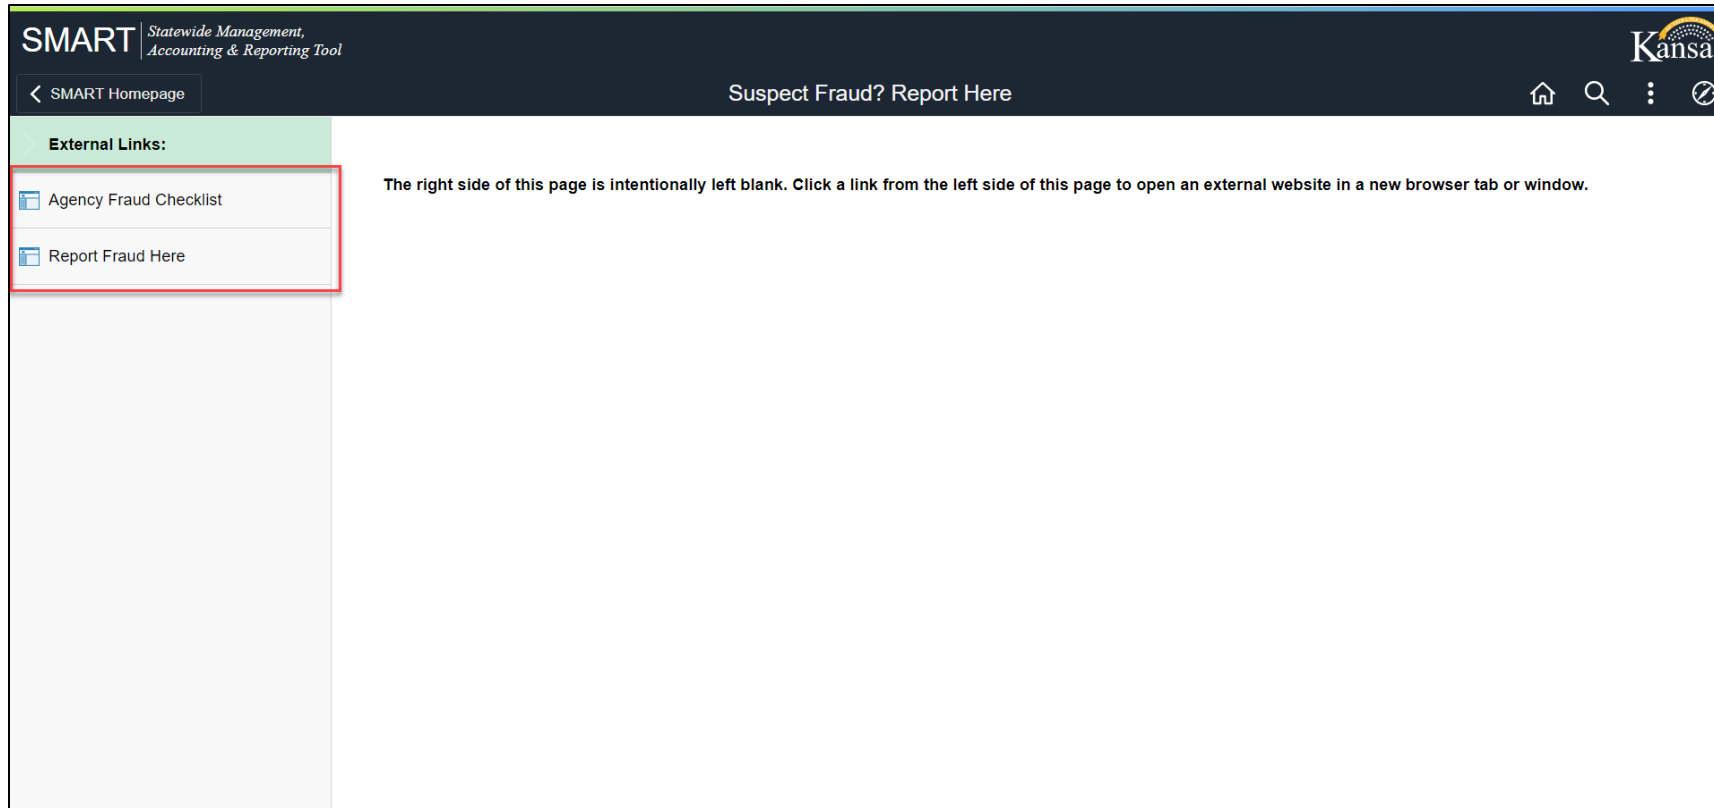 SMART
Statewide Management,
Accounting & Reporting Tool
Kansa
SMART Homepage
Suspect Fraud? Report Here
External Links:
Agency Fraud Checklist
Report Fraud Here
The right side of this page is intentionally left blank. Click a link from the left side of this page to open an external website in a new browser tab or window.